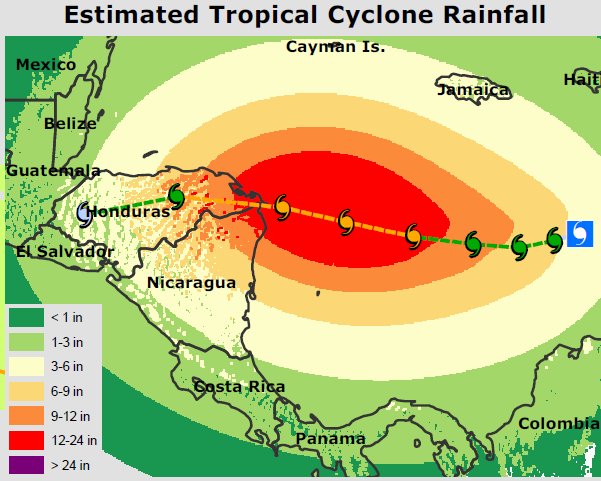 Estimated Tropical Cyclone Rainfall
Cayman Is.
Mexico
Jamaica
Hait
Belize
Guatemala
Honduras
El Salvador
Nicaragua
Costa Rica
Panama
Colombia
< 1 in
1-3 in
3-6 in
6-9 in
9-12 in
12-24 in
> 24 in